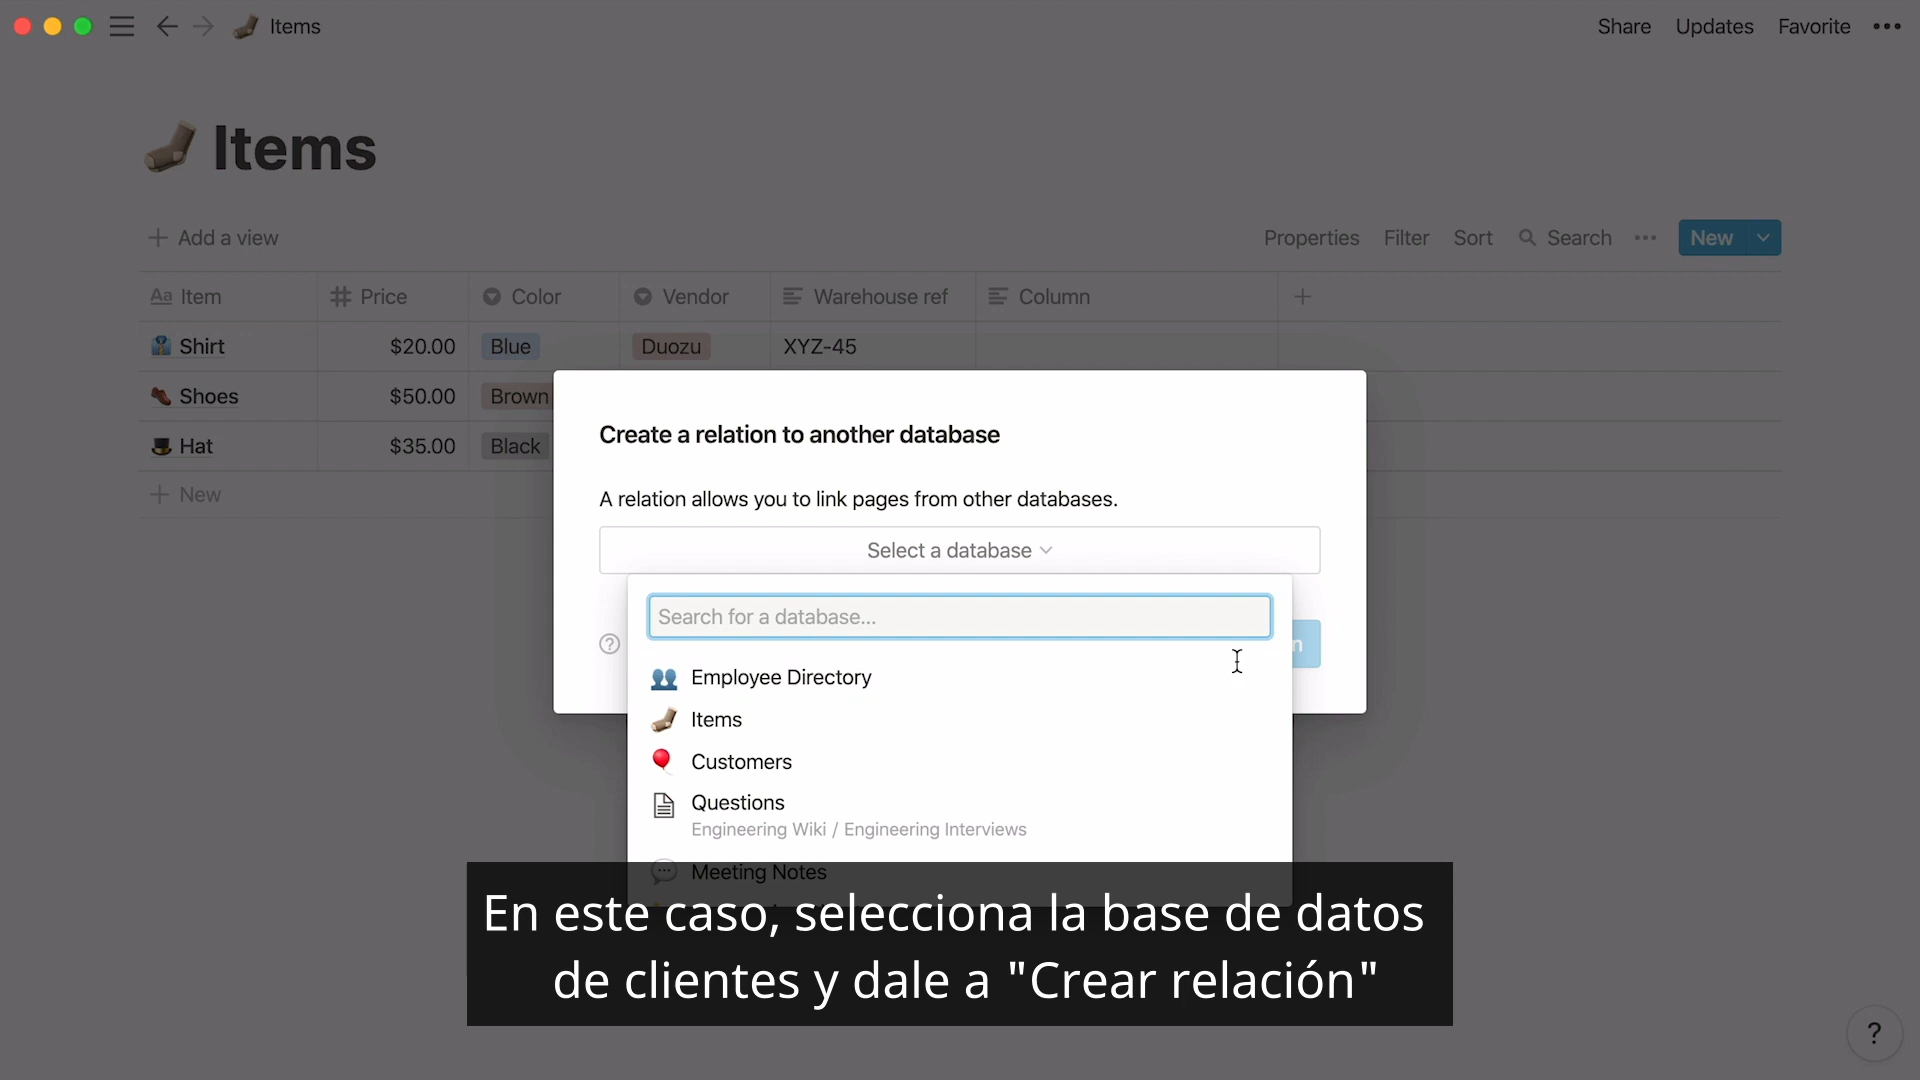 Items
Share Updates Favorite
Items
Add a view
Properties Filter Sort Search New
Aa Item Price Color Vendor Warehouse ref Column
Shirt $20.00 Blue Duozu XYZ-45
Shoes $50.00 Brown
Hat $35.00 Black
New
Create a relation to another database
A relation allows you to link pages from other databases.
Select a database
Search for a database...
n
Employee Directory
Items
Customers
Questions
Engineering Wiki / Engineering Interviews
Meeting Notes
En este caso, selecciona la base de datos
de clientes y dale a "Crear relación"
?